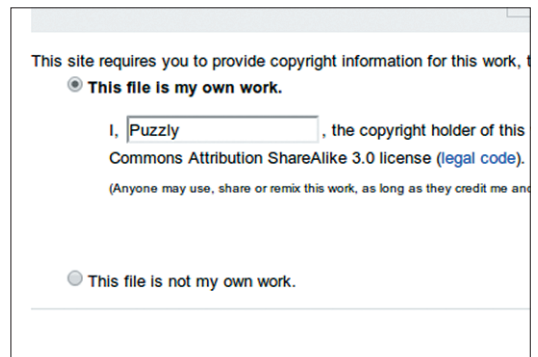 This site requires you to provide copyright information for this work,
This file is my own work.
I, Puzzly , the copyright holder of this
Commons Attribution ShareAlike 3.0 license (legal code).
(Anyone may use, share or remix this work, as long as they credit me and
This file is not my own work.